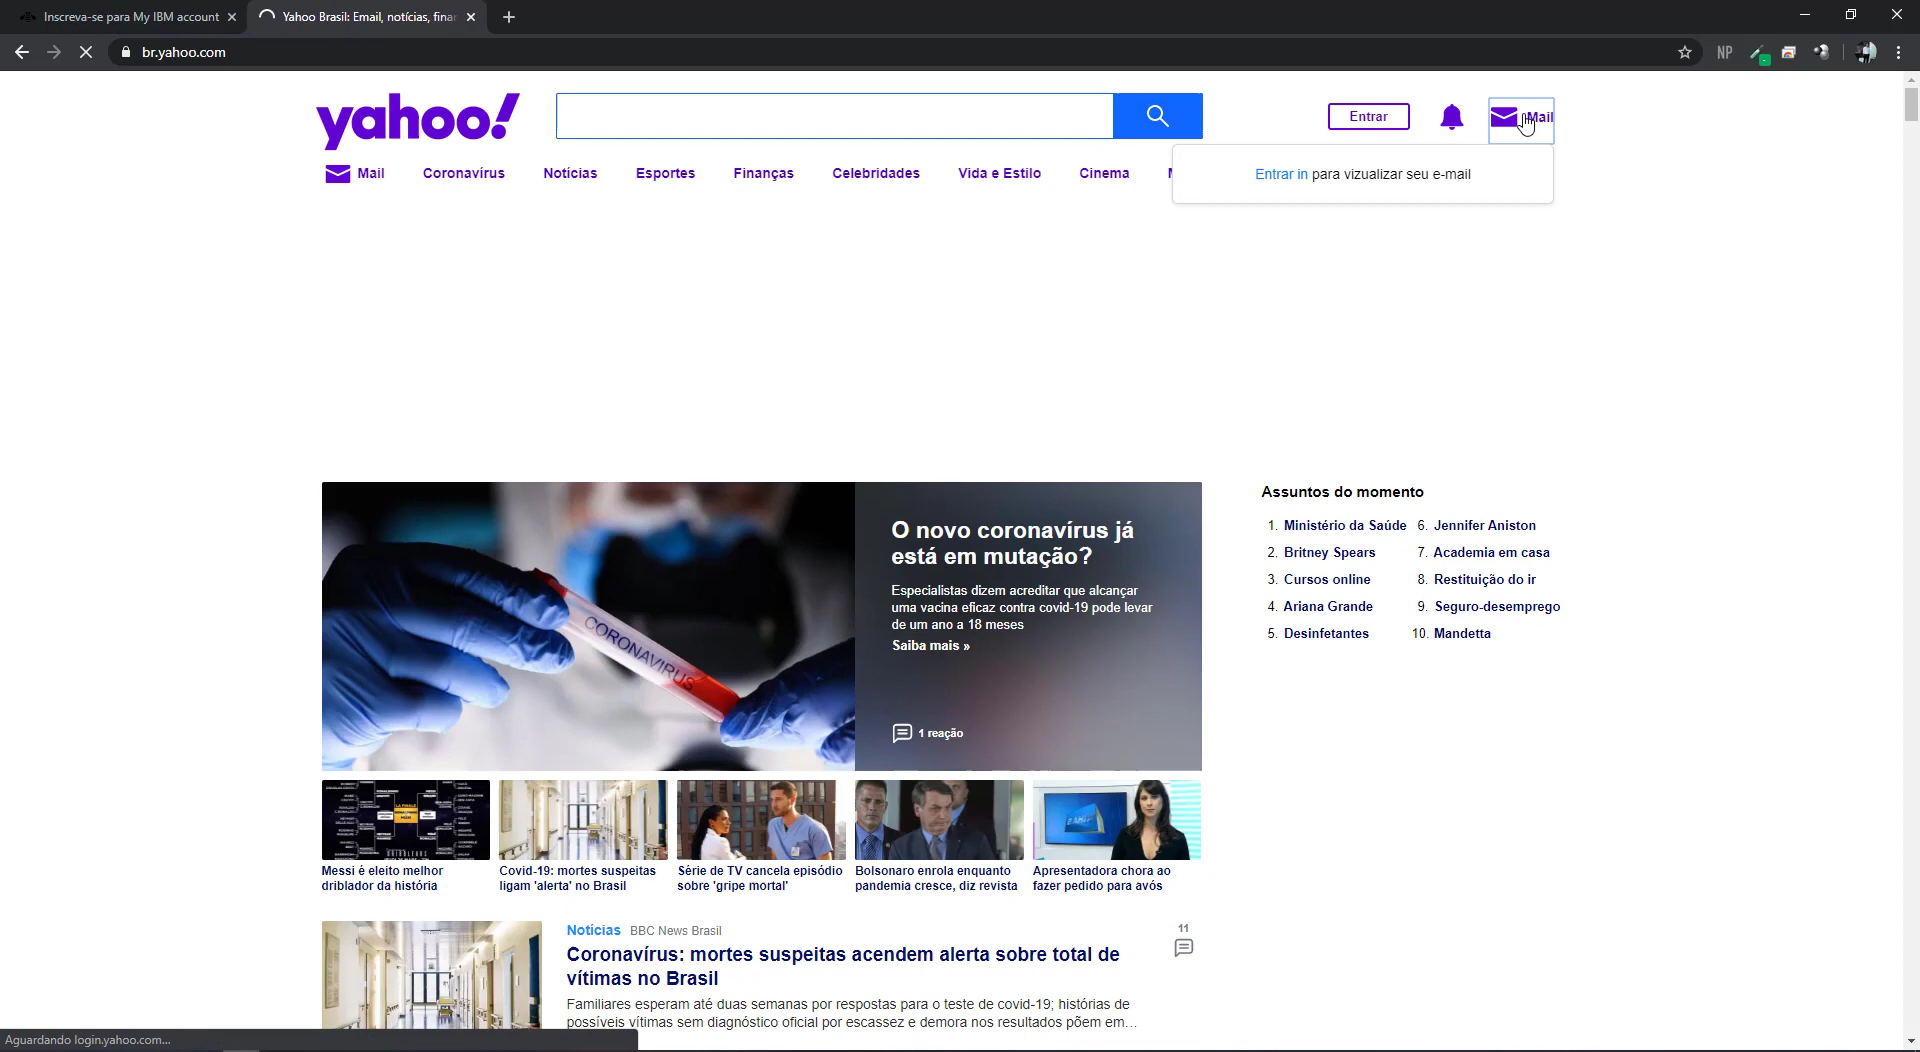 Inscreva-se para My IBM account
Yahoo Brasil: Email, notícias, finan
br.yahoo.com
NP
yahoo!
Entrar
Mail
Mail
Coronavírus
Notícias
Esportes
Finanças
Celebridades
Vida e Estilo
Cinema
Entrar in para vizualizar seu e-mail
CORONAVIRUS
O novo coronavírus já
está em mutação?
Especialistas dizem acreditar que alcançar
uma vacina eficaz contra covid-19 pode levar
de um ano a 18 meses
Saiba mais »
1 reação
Assuntos do momento
1. Ministério da Saúde
2. Britney Spears
3. Cursos online
4. Ariana Grande
5. Desinfetantes
6. Jennifer Aniston
7. Academia em casa
8. Restituição do ir
9. Seguro-desemprego
10. Mandetta
Messi é eleito melhor
driblador da história
Covid-19: mortes suspeitas
ligam 'alerta' no Brasil
Série de TV cancela episódio
sobre 'gripe mortal'
Bolsonaro enrola enquanto
pandemia cresce, diz revista
Apresentadora chora ao
fazer pedido para avós
Notícias BBC News Brasil
11
Coronavírus: mortes suspeitas acendem alerta sobre total de
vítimas no Brasil
Familiares esperam até duas semanas por respostas para o teste de covid-19; histórias de
possíveis vítimas sem diagnóstico oficial por escassez e demora nos resultados põem em...
Aguardando login.yahoo.com...